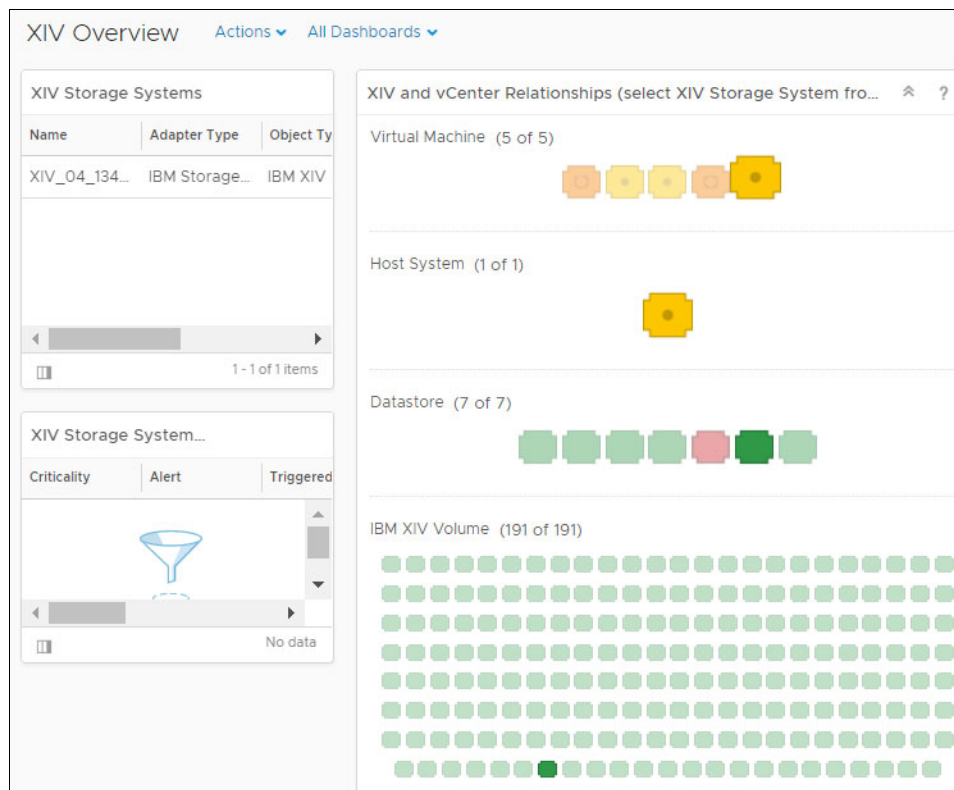 XIV Overview Actions All Dashboards
XIV Storage Systems
Name Adapter Type Object Ty
XIV_04_134... IBM Storage... IBM XIV
1 - 1 of 1 items
XIV Storage System...
Criticality Alert Triggered
No data
XIV and vCenter Relationships (select XIV Storage System fro... ?
Virtual Machine (5 of 5)
Host System (1 of 1)
Datastore (7 of 7)
IBM XIV Volume (191 of 191)